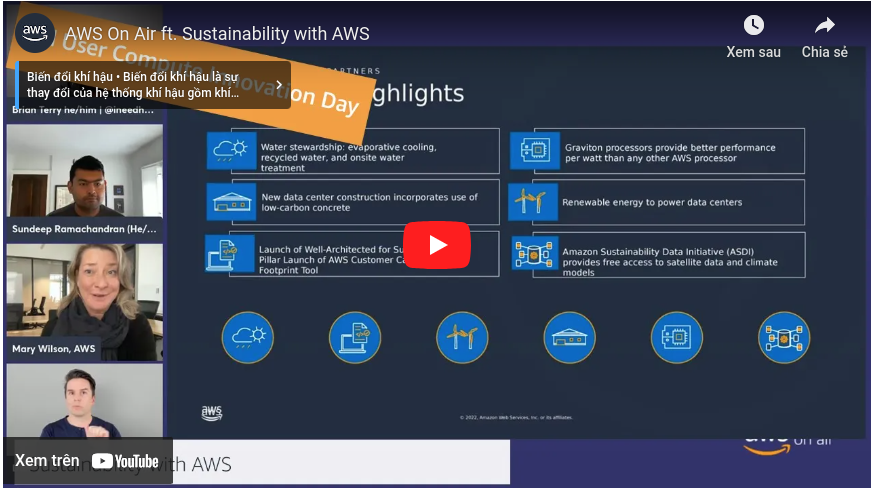 aws
AWS On Air ft. Sustainability with AWS
Xem sau
Chia sẻ
User Compute Innovation Day
Biến đổi khí hậu • Biến đổi khí hậu là sự
thay đổi của hệ thống khí hậu gồm khí...
PARTNERS
ghlights
Brian Terry he/him | @ineedh...
Sundeep Ramachandran (He/...
Mary Wilson, AWS
Water stewardship: evaporative cooling,
recycled water, and onsite water
treatment
Graviton processors provide better performance
per watt than any other AWS processor
New data center construction incorporates use of
low-carbon concrete
Renewable energy to power data centers
Launch of Well-Architected for Su
Pillar Launch of AWS Customer Ca
Footprint Tool
Amazon Sustainability Data Initiative (ASDI)
provides free access to satellite data and climate
models
aws
© 2022, Amazon Web Services, Inc. or its affiliates.
Xem trên YouTube
Sustainability with AWS
aws on air